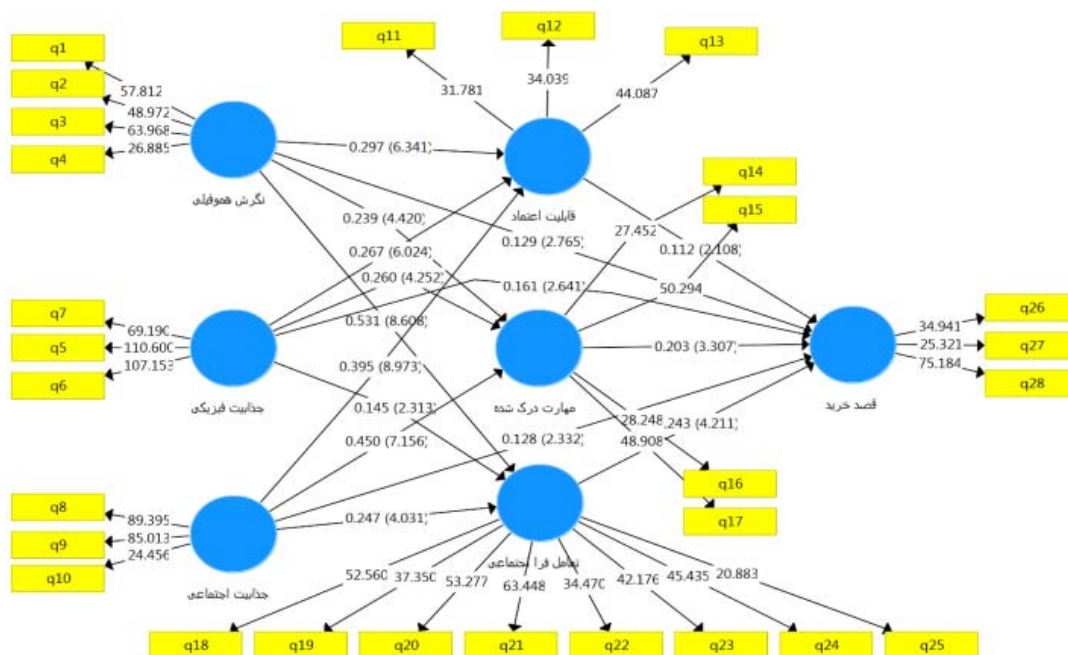 q1
q2
q3
q4
57.812
48.972
63.968
26.885
نگرش هموفیلی
q11
q12
q13
31.781
34.039
44.087
قابلیت اعتماد
0.297 (6.341)
0.239 (4.420)
0.267 (6.024)
0.260 (4.252)
0.531 (8.608)
0.395 (8.973)
0.145 (2.313)
0.450 (7.156)
0.247 (4.031)
0.129 (2.765)
0.161 (2.641)
0.112 (2.108)
0.203 (3.307)
0.128 (2.332)
.243 (4.211)
q14
q15
27.452
50.294
q7
q5
q6
69.190
110.600
107.153
جذابیت فیزیکی
مهارت درک شده
28.248
48.908
q16
q17
q26
q27
q28
34.941
25.321
75.184
قصد خرید
q8
q9
q10
89.395
85.013
24.456
جذابیت اجتماعی
تعامل فرا اجتماعی
52.560
37.350
53.277
63.448
34.470
42.176
45.435
20.883
q18
q19
q20
q21
q22
q23
q24
q25